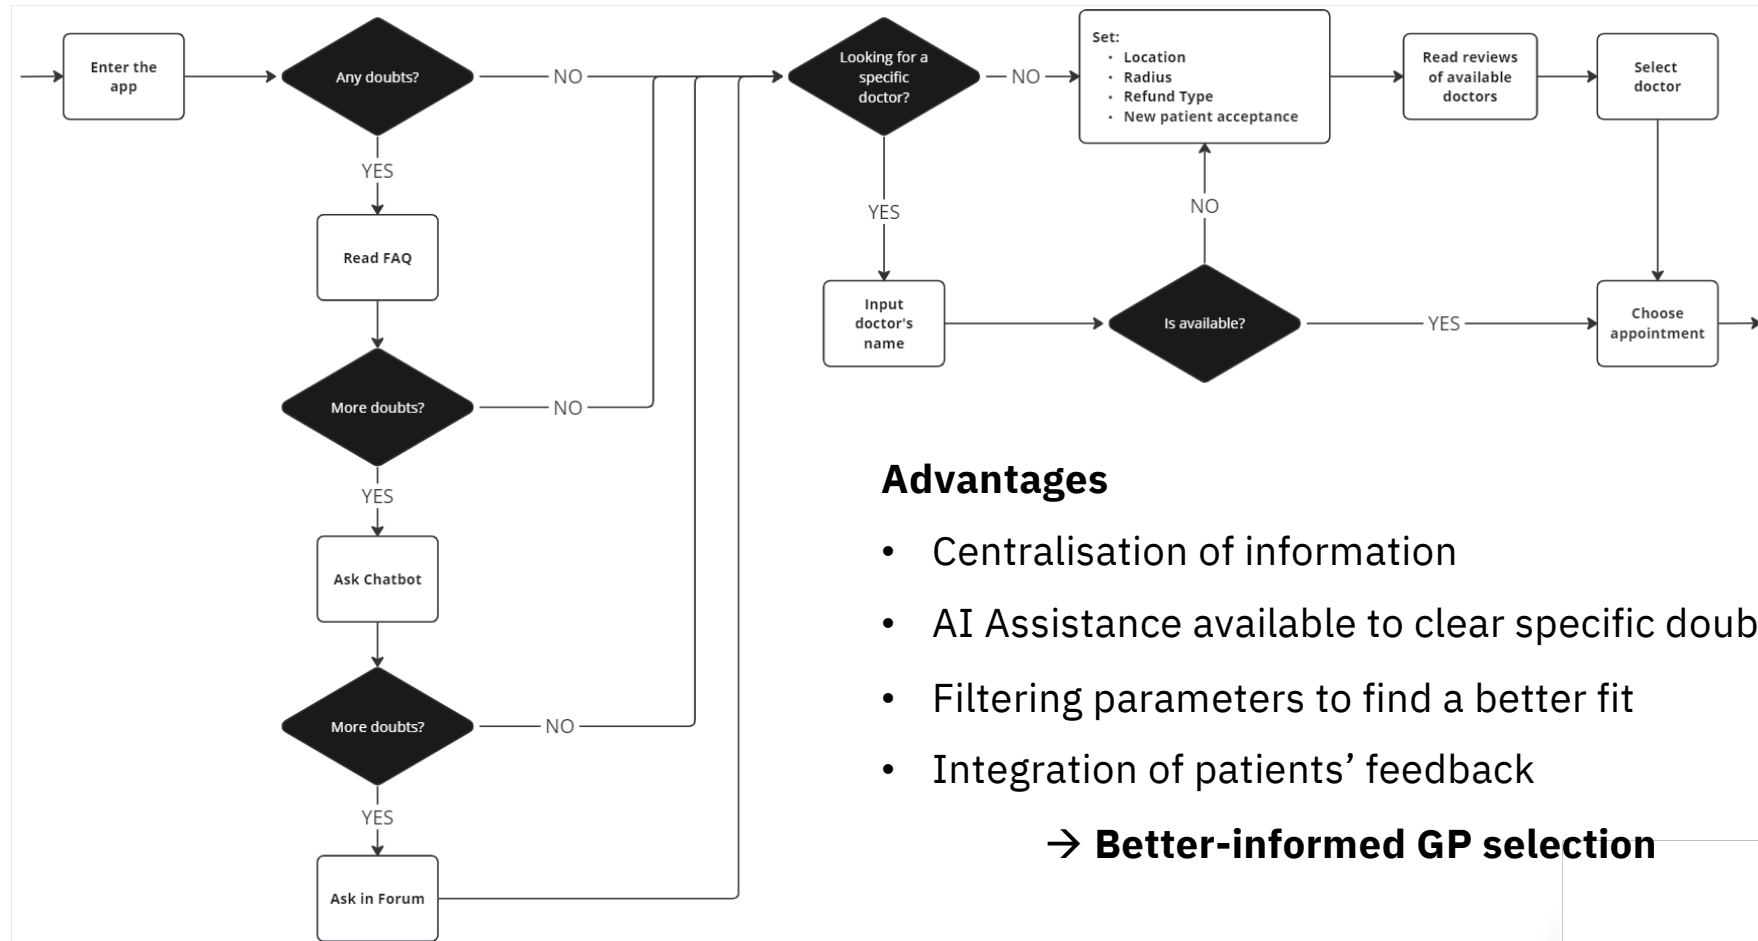 Enter the
app
Any doubts?
NO
Looking for a
specific
doctor?
NO
Set:
• Location
• Radius
• Refund Type
• New patient acceptance
Read reviews
of available
doctors
Select
doctor
YES
Read FAQ
YES
NO
Input
doctor's
name
Is available?
YES
Choose
appointment
More doubts?
NO
YES
Ask Chatbot
More doubts?
NO
YES
Ask in Forum
Advantages
• Centralisation of information
• AI Assistance available to clear specific doub
• Filtering parameters to find a better fit
• Integration of patients’ feedback
→ Better-informed GP selection